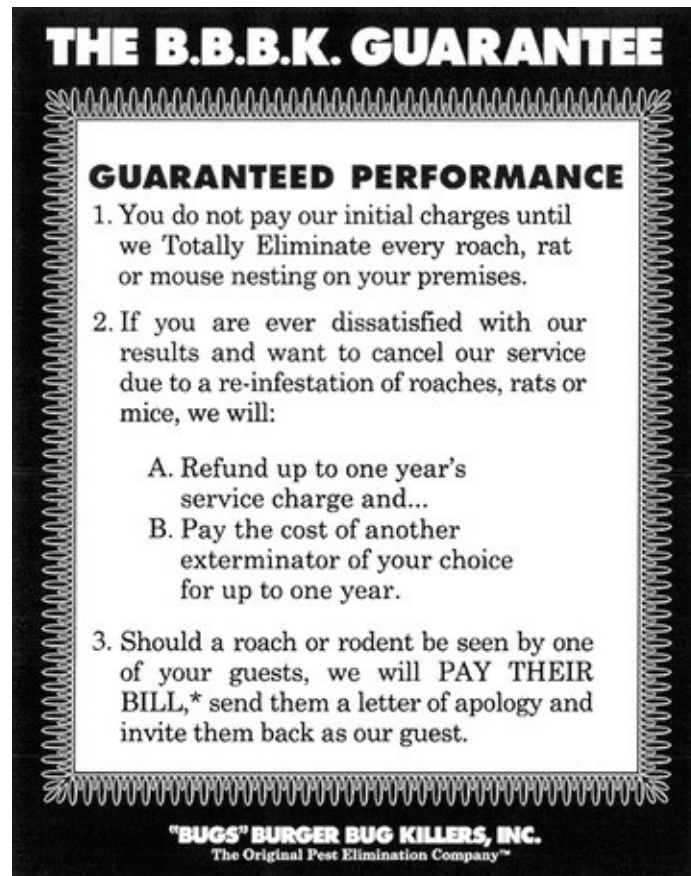 THE B.B.B.K. GUARANTEE
GUARANTEED PERFORMANCE
1. You do not pay our initial charges until
we Totally Eliminate every roach, rat
or mouse nesting on your premises.
2. If you are ever dissatisfied with our
results and want to cancel our service
due to a re-infestation of roaches, rats or
mice, we will:
A. Refund up to one year's
service charge and...
B. Pay the cost of another
exterminator of your choice
for up to one year.
3. Should a roach or rodent be seen by one
of your guests, we will PAY THEIR
BILL,* send them a letter of apology and
invite them back as our guest.
"BUGS" BURGER BUG KILLERS, INC.
The Original Pest Elimination Company™